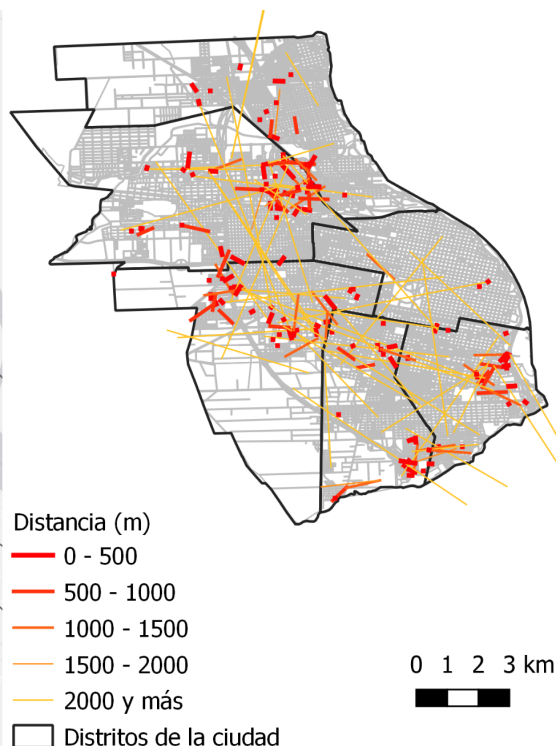 Distancia (m)
0 - 500
500 - 1000
1000 - 1500
1500 - 2000
2000 y más
Distritos de la ciudad
0 1 2 3 km